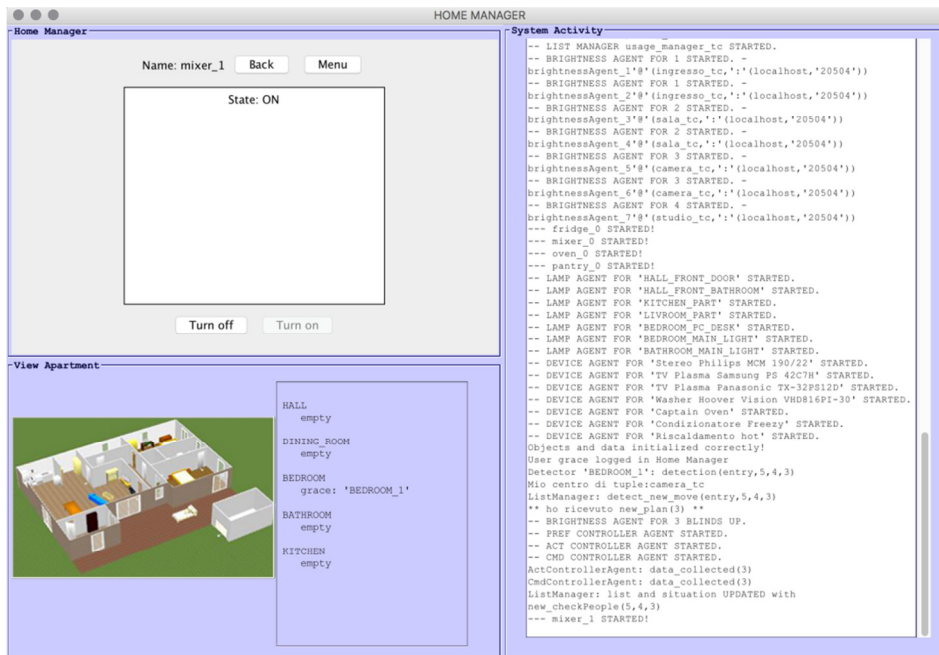 HOME MANAGER
Home Manager
Name: mixer_1 Back Menu
State: ON
Turn off Turn on
View Apartment
HALL
empty
DINING_ROOM
empty
BEDROOM
grace: 'BEDROOM_1'
BATHROOM
empty
KITCHEN
empty
System Activity
-- LIST MANAGER usage_manager_tc STARTED.
-- BRIGHTNESS AGENT FOR 1 STARTED. -
brightnessAgent_1'@'(ingresso_tc,':'(localhost,'20504'))
-- BRIGHTNESS AGENT FOR 1 STARTED. -
brightnessAgent_2'@'(ingresso_tc,':'(localhost,'20504'))
-- BRIGHTNESS AGENT FOR 2 STARTED. -
brightnessAgent_3'@'(sala_tc,':'(localhost,'20504'))
-- BRIGHTNESS AGENT FOR 2 STARTED. -
brightnessAgent_4'@'(sala_tc,':'(localhost,'20504'))
-- BRIGHTNESS AGENT FOR 3 STARTED. -
brightnessAgent_5'@'(camera_tc,':'(localhost,'20504'))
-- BRIGHTNESS AGENT FOR 3 STARTED. -
brightnessAgent_6'@'(camera_tc,':'(localhost,'20504'))
-- BRIGHTNESS AGENT FOR 4 STARTED. -
brightnessAgent_7'@'(studio_tc,':'(localhost,'20504'))
--- fridge_0 STARTED!
--- mixer_0 STARTED!
--- oven_0 STARTED!
--- pantry_0 STARTED!
-- LAMP AGENT FOR 'HALL_FRONT_DOOR' STARTED.
-- LAMP AGENT FOR 'HALL_FRONT_BATHROOM' STARTED.
-- LAMP AGENT FOR 'KITCHEN_PART' STARTED.
-- LAMP AGENT FOR 'LIVROOM_PART' STARTED.
-- LAMP AGENT FOR 'BEDROOM_PC_DESK' STARTED.
-- LAMP AGENT FOR 'BEDROOM_MAIN_LIGHT' STARTED.
-- LAMP AGENT FOR 'BATHROOM_MAIN_LIGHT' STARTED.
-- DEVICE AGENT FOR 'Stereo Philips MCM 190/22' STARTED.
-- DEVICE AGENT FOR 'TV Plasma Samsung PS 42C7H' STARTED.
-- DEVICE AGENT FOR 'TV Plasma Panasonic TX-32PS12D' STARTED.
-- DEVICE AGENT FOR 'Washer Hoover Vision VHD816PI-30' STARTED.
-- DEVICE AGENT FOR 'Captain Oven' STARTED.
-- DEVICE AGENT FOR 'Condizionatore Freezy' STARTED.
-- DEVICE AGENT FOR 'Riscaldamento hot' STARTED.
Objects and data initialized correctly!
User grace logged in Home Manager
Detector 'BEDROOM_1': detection(entry,5,4,3)
Mio centro di tuple:camera_tc
ListManager: detect_new_move(entry,5,4,3)
** ho ricevuto new_plan(3) **
-- BRIGHTNESS AGENT FOR 3 BLINDS UP.
-- PREF CONTROLLER AGENT STARTED.
-- ACT CONTROLLER AGENT STARTED.
-- CMD CONTROLLER AGENT STARTED.
ActControllerAgent: data_collected(3)
CmdControllerAgent: data_collected(3)
ListManager: list and situation UPDATED with
new_checkPeople(5,4,3)
--- mixer_1 STARTED!